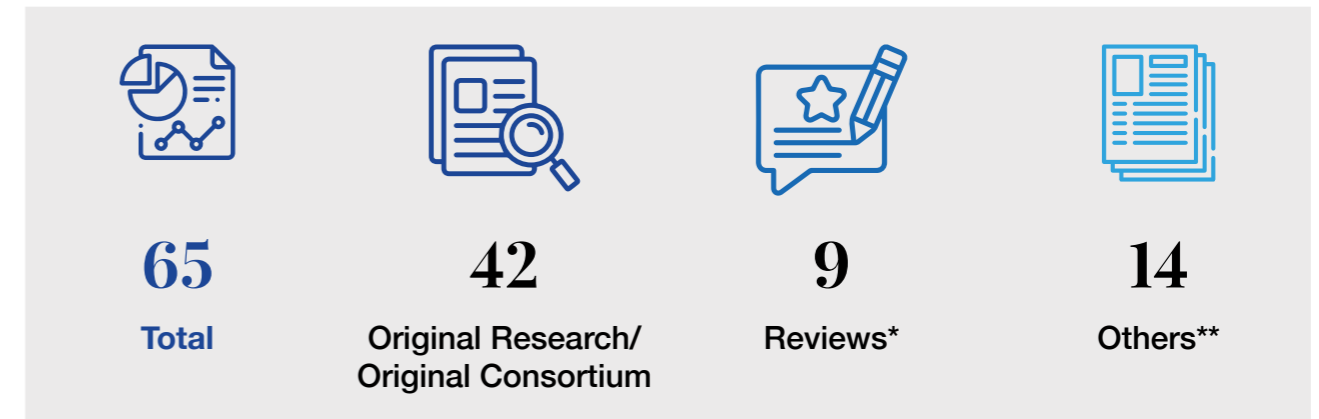 65
Total
42
Original Research/
Original Consortium
9
Reviews*
14
Others**